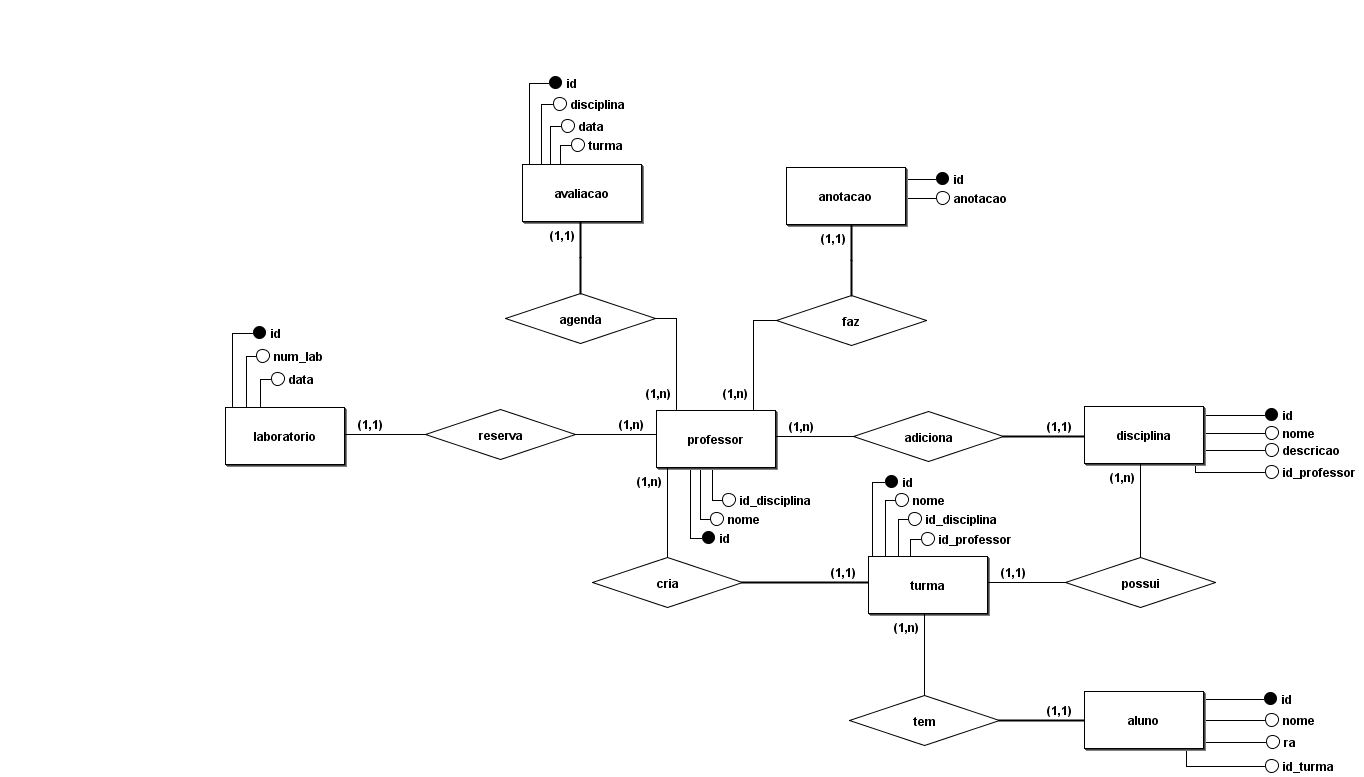 id
disciplina
data
turma
avaliacao
(1,1)
agenda
(1,n)
id
anotacao
anotacao
(1,1)
faz
(1,n)
id
num_lab
data
laboratorio
(1,1)
reserva
(1,n)
professor
(1,n)
adiciona
(1,1)
disciplina
id
nome
descricao
id_professor
(1,n)
(1,n)
id_disciplina
nome
id
id
nome
id_disciplina
id_professor
cria
(1,1)
turma
(1,1)
possui
(1,n)
tem
(1,1)
aluno
id
nome
ra
id_turma